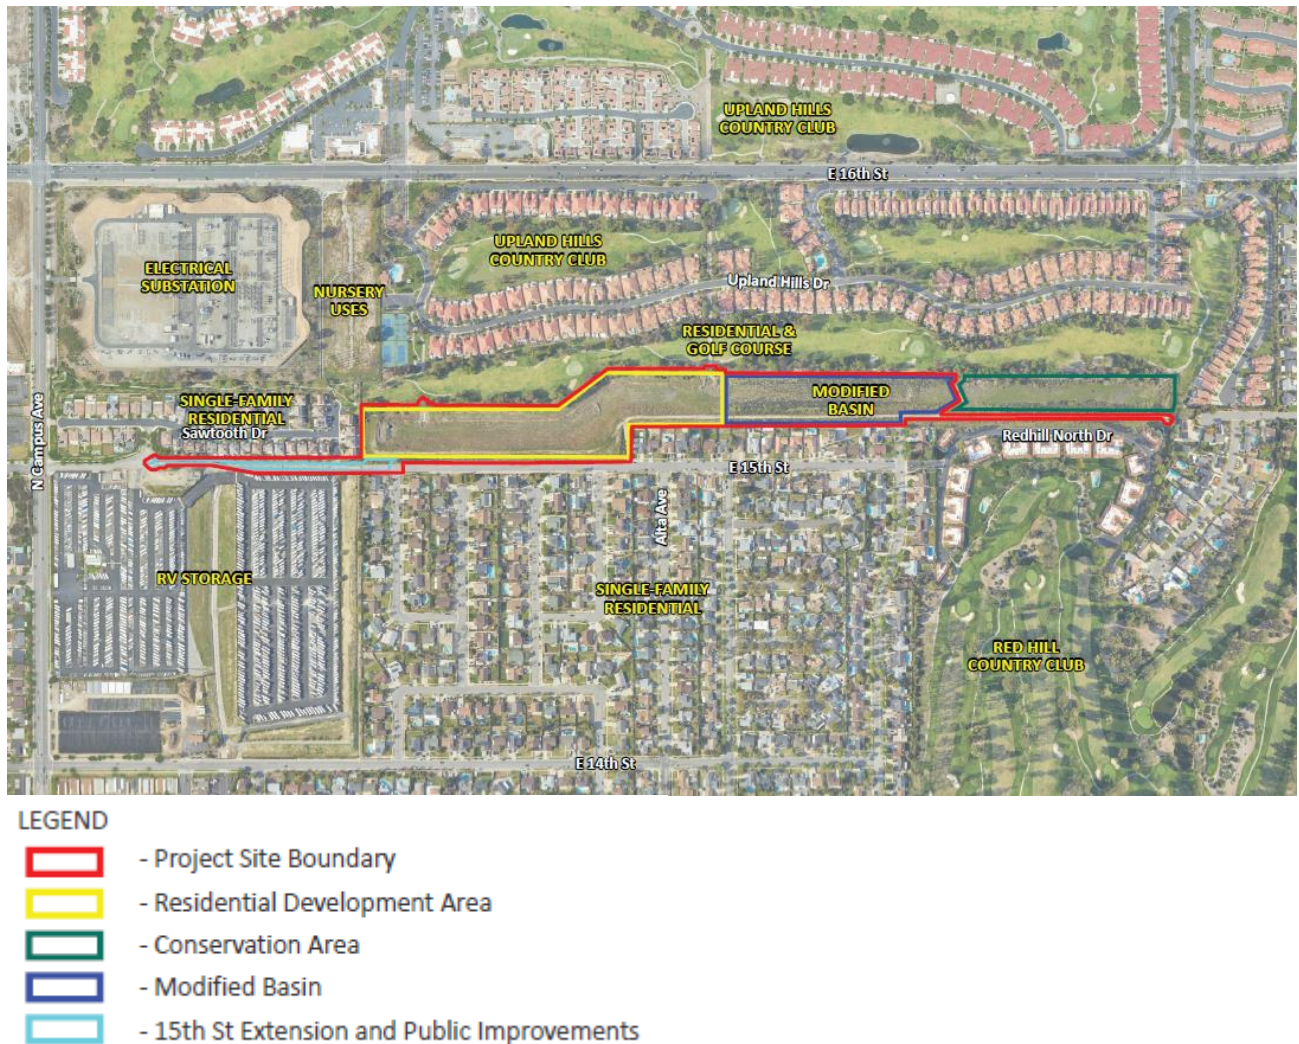 UPLAND HILLS
COUNTRY CLUB
E 16th St
ELECTRICAL
SUBSTATION
NURSERY
USES
UPLAND HILLS
COUNTRY CLUB
Upland Hills Dr
RESIDENTIAL &
GOLF COURSE
SINGLE-FAMILY
RESIDENTIAL
Sawtooth Dr
MODIFIED
BASIN
N Campus Ave
Redhill North Dr
E 15th St
Alta Ave
RV STORAGE
SINGLE-FAMILY
RESIDENTIAL
RED HILL
COUNTRY CLUB
E 14th St
LEGEND
- Project Site Boundary
- Residential Development Area
- Conservation Area
- Modified Basin
- 15th St Extension and Public Improvements